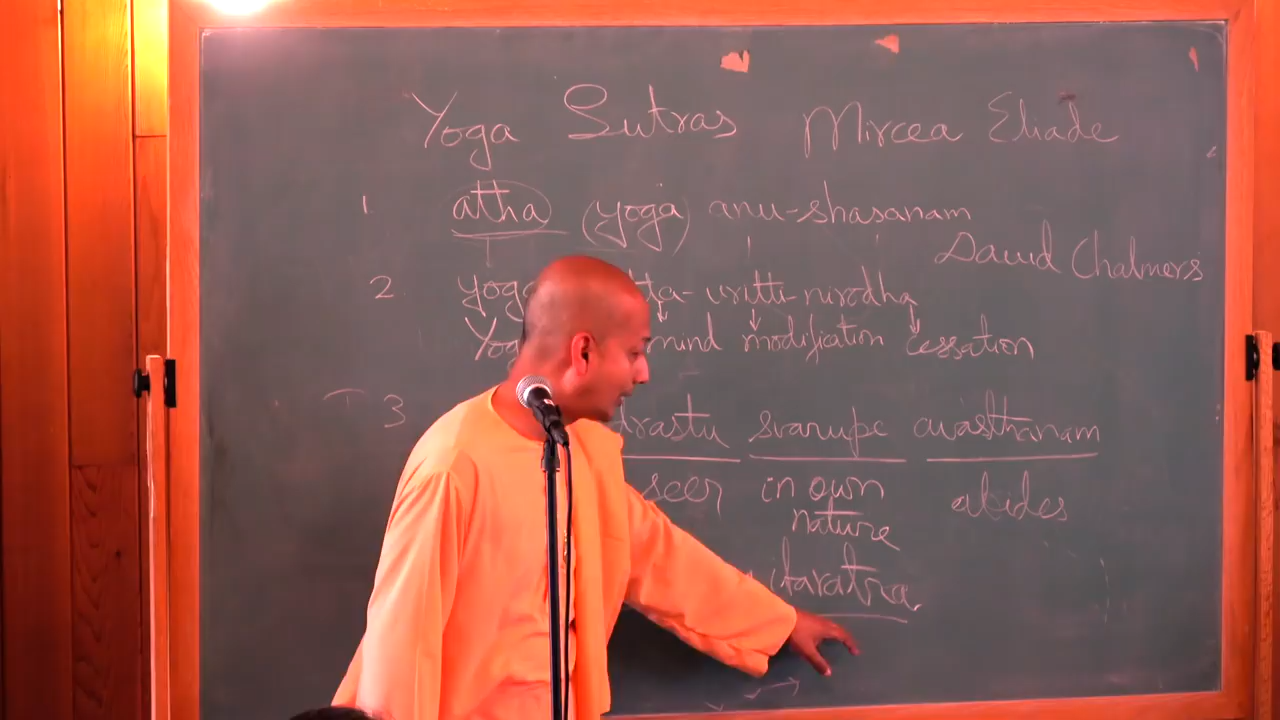 Yoga Sutras Mircea Eliade
1. atha (yoga) anu-shasanam
David Chalmers
2. yoga vritti-nirodha
mind modification cessation
3 drastu svarupe avasthanam
seer in own abides
nature
itaratra